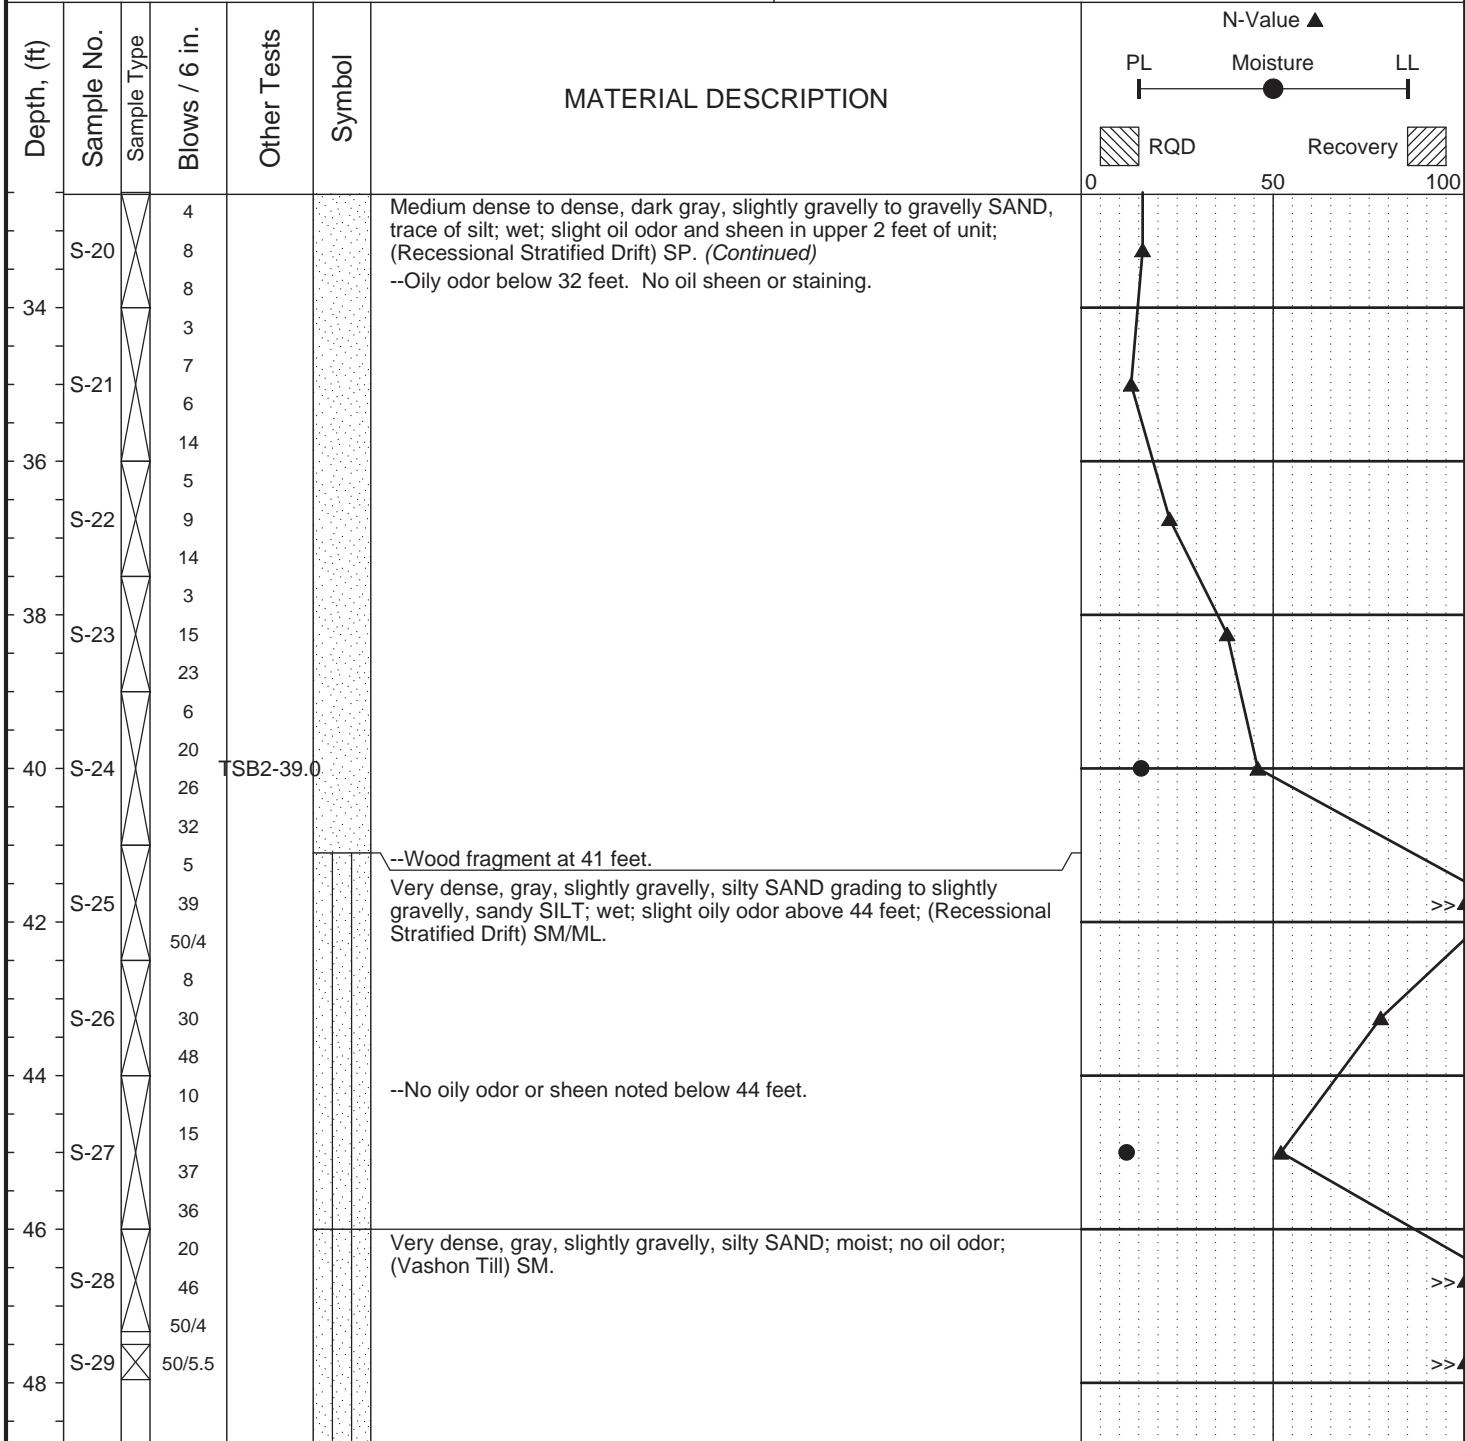 Depth, (ft)
Sample No.
Sample Type
Blows / 6 in.
Other Tests
Symbol
MATERIAL DESCRIPTION
N-Value ▲
PL Moisture LL
RQD Recovery
0 50 100
4
S-20 8
8
Medium dense to dense, dark gray, slightly gravelly to gravelly SAND,
trace of silt; wet; slight oil odor and sheen in upper 2 feet of unit;
(Recessional Stratified Drift) SP. (Continued)
--Oily odor below 32 feet. No oil sheen or staining.
34
3
7
S-21
6
14
36
5
S-22 9
14
3
38
S-23 15
23
6
20
40 S-24 TSB2-39.0
26
32
--Wood fragment at 41 feet.
5
Very dense, gray, slightly gravelly, silty SAND grading to slightly
gravelly, sandy SILT; wet; slight oily odor above 44 feet; (Recessional
Stratified Drift) SM/ML.
S-25 39 >>
42
50/4
8
S-26 30
48
44
--No oily odor or sheen noted below 44 feet.
10
15
S-27
37
36
46
Very dense, gray, slightly gravelly, silty SAND; moist; no oil odor;
(Vashon Till) SM.
20
S-28 46 >>
50/4
S-29 50/5.5 >>
48